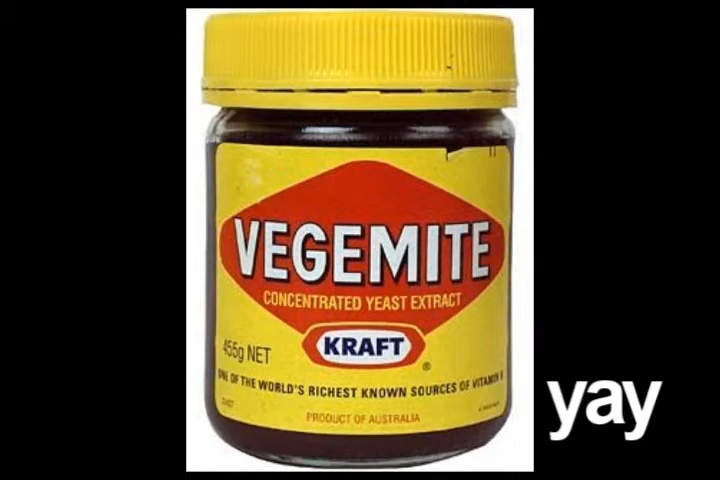 VEGEMITE
CONCENTRATED YEAST EXTRACT
KRAFT
®
455g NET
ONE OF THE WORLD'S RICHEST KNOWN SOURCES OF VITAMIN B
PRODUCT OF AUSTRALIA
yay